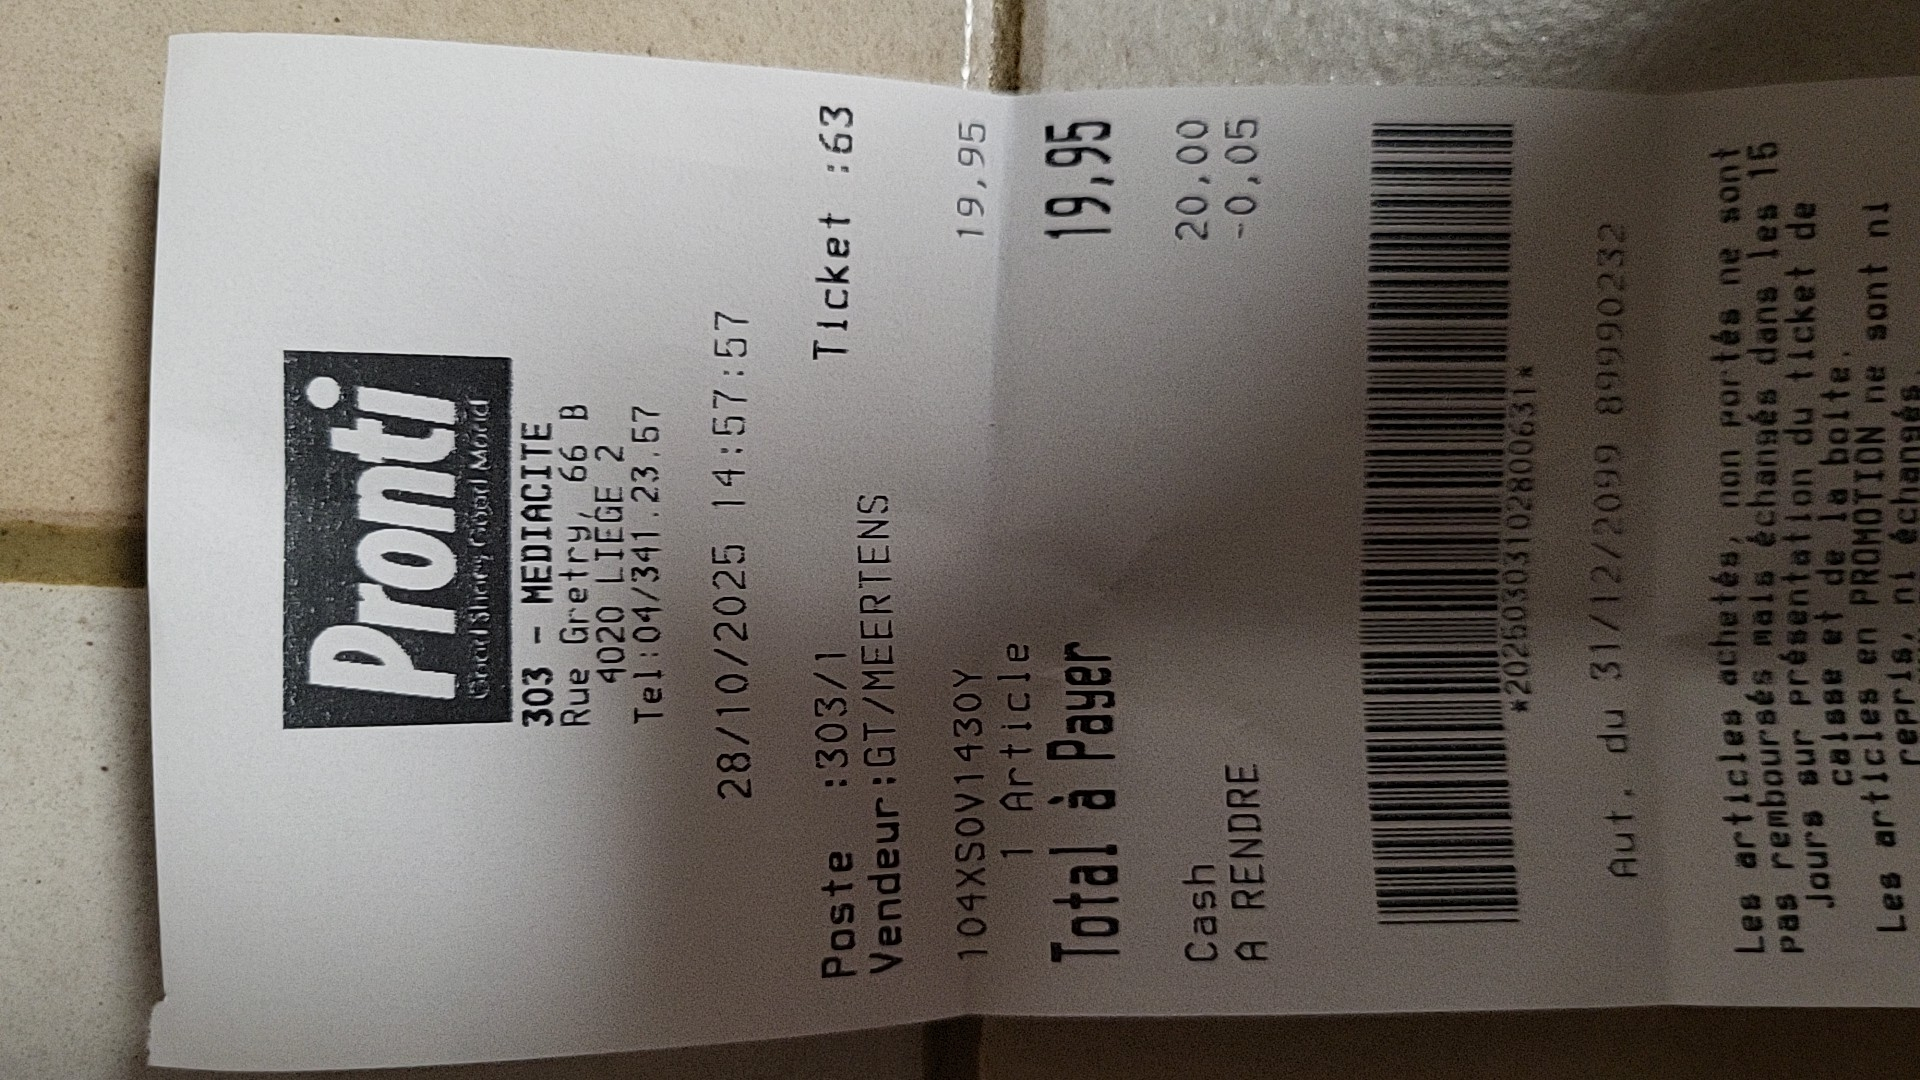 Pronti
Good Shoes, Good Mood
303 - MEDIACITE
Rue Gretry, 66 B
4020 LIEGE 2
Tel:04/341.23.57
28/10/2025 14:57:57
Poste :303/1 Ticket :63
Vendeur:GT/MEERTENS
104XSOV1430Y 19,95
1 Article
Total à Payer 19,95
Cash 20,00
A RENDRE -0,05
*20250303102800631*
Aut. du 31/12/2099 899990232
Les articles achetés, non portés ne sont
pas remboursés mais échangés dans les 15
jours sur présentation du ticket de
caisse et de la boîte.
Les articles en PROMOTION ne sont ni
repris, ni échangés.